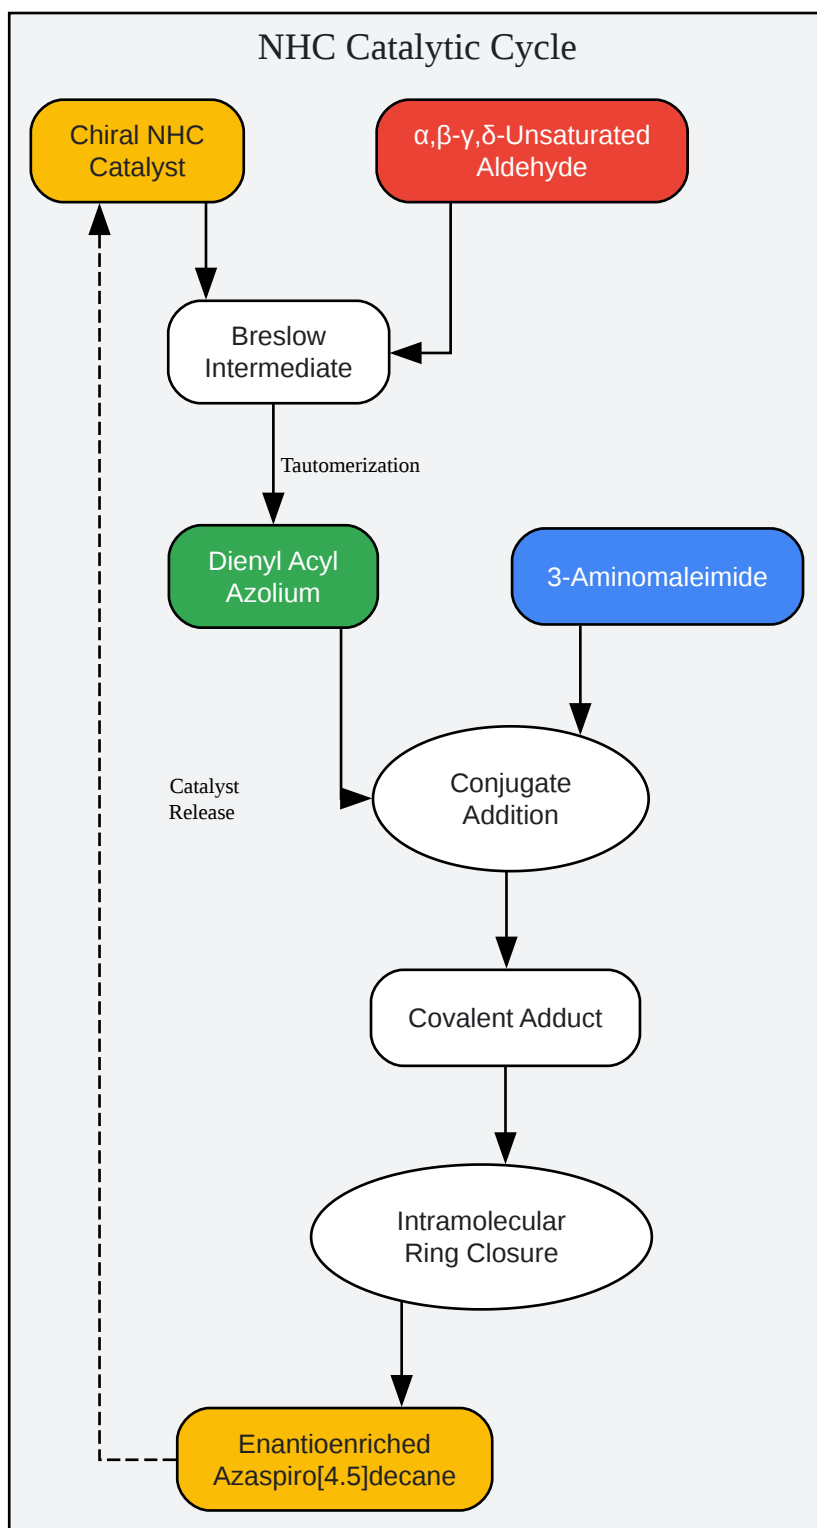 NHC Catalytic Cycle
Chiral NHC
Catalyst
α,β-γ,δ-Unsaturated
Aldehyde
Breslow
Intermediate
Tautomerization
Dienyl Acyl
Azolium
3-Aminomaleimide
Conjugate
Addition
Catalyst
Release
Covalent Adduct
Intramolecular
Ring Closure
Enantioenriched
Azaspiro[4.5]decane